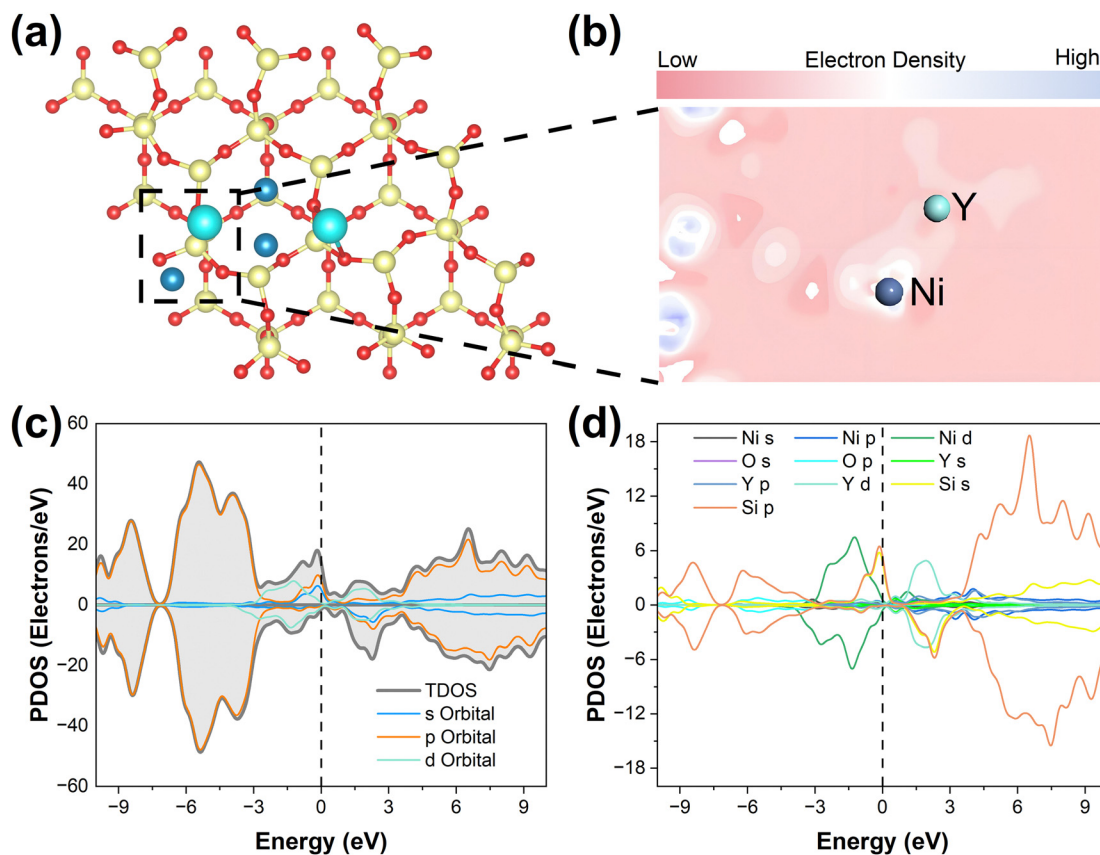 (a)
(b)
Low Electron Density High
Y
Ni
(c)
60
40
20
0
−20
−40
−60
PDOS (Electrons/eV)
TDOS
s Orbital
p Orbital
d Orbital
−9 −6 −3 0 3 6 9
Energy (eV)
(d)
18
12
6
0
−6
−12
−18
PDOS (Electrons/eV)
Ni s Ni p Ni d
O s O p Y s
Y p Y d Si s
Si p
−9 −6 −3 0 3 6 9
Energy (eV)